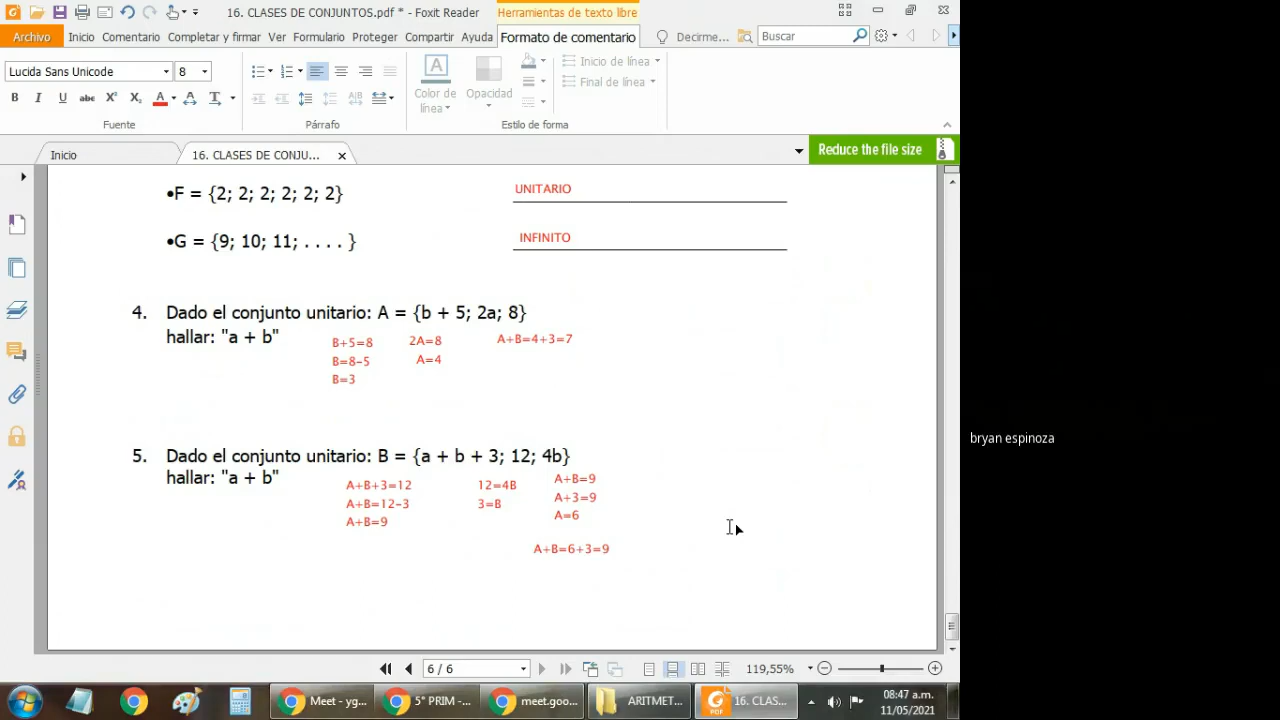 16. CLASES DE CONJUNTOS.pdf * - Foxit Reader
Herramientas de texto libre
Archivo Inicio Comentario Completar y firmar Ver Formulario Proteger Compartir Ayuda Formato de comentario Decirme... Buscar
Lucida Sans Unicode 8
Color de línea
Opacidad
Inicio de línea
Final de línea
Fuente Párrafo Estilo de forma
Inicio
16. CLASES DE CONJU...
Reduce the file size
•F = {2; 2; 2; 2; 2; 2}
UNITARIO
•G = {9; 10; 11; . . . . }
INFINITO
4. Dado el conjunto unitario: A = {b + 5; 2a; 8}
hallar: "a + b"
B+5=8
B=8-5
B=3
2A=8
A=4
A+B=4+3=7
5. Dado el conjunto unitario: B = {a + b + 3; 12; 4b}
hallar: "a + b"
A+B+3=12
A+B=12-3
A+B=9
12=4B
3=B
A+B=9
A+3=9
A=6
A+B=6+3=9
bryan espinoza
6 / 6
119,55%
Meet - yg...
5° PRIM -...
meet.goo...
ARITMET...
16. CLAS...
08:47 a.m.
11/05/2021